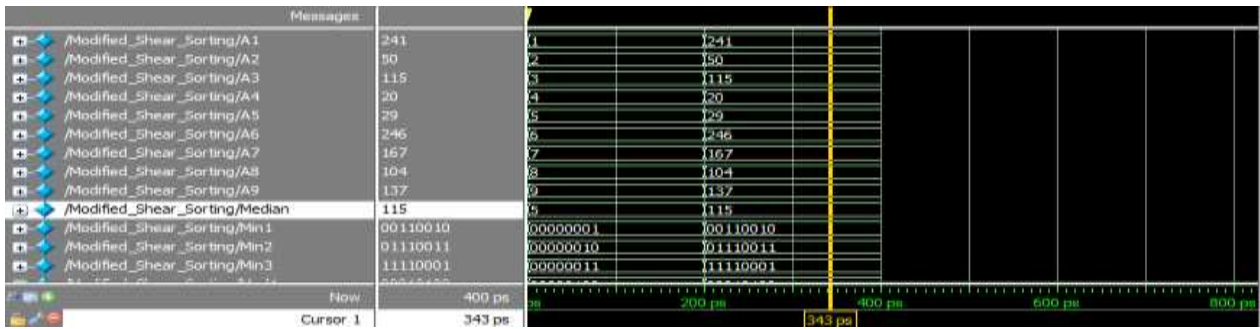 Messages
/Modified_Shear_Sorting/A1 241 1 241
/Modified_Shear_Sorting/A2 50 2 50
/Modified_Shear_Sorting/A3 115 3 115
/Modified_Shear_Sorting/A4 20 4 20
/Modified_Shear_Sorting/A5 29 5 29
/Modified_Shear_Sorting/A6 246 6 246
/Modified_Shear_Sorting/A7 167 7 167
/Modified_Shear_Sorting/A8 104 8 104
/Modified_Shear_Sorting/A9 137 9 137
/Modified_Shear_Sorting/Median 115 5 115
/Modified_Shear_Sorting/Min1 00110010 00000001 00110010
/Modified_Shear_Sorting/Min2 01110011 00000010 01110011
/Modified_Shear_Sorting/Min3 11110001 00000011 11110001
Now 400 ps ps 200 ps 400 ps 600 ps 800 ps
Cursor 1 343 ps 343 ps